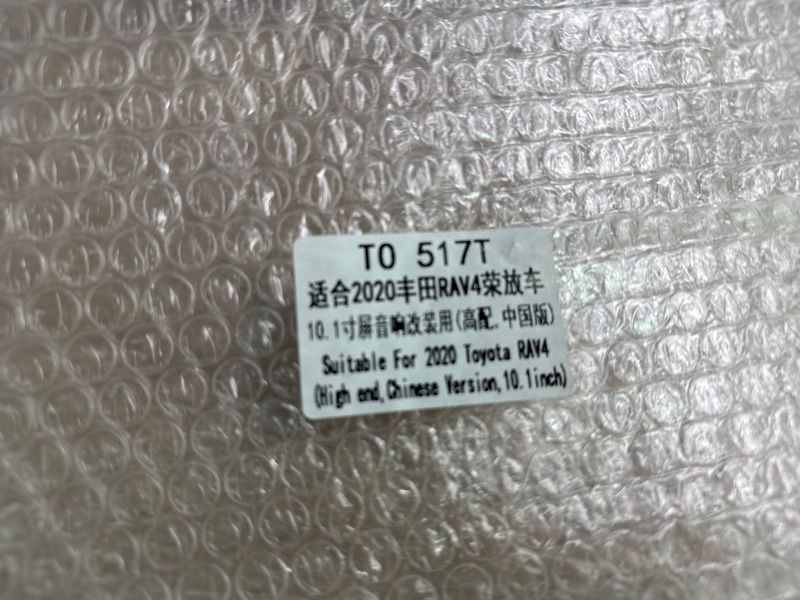 TO 517T
适合2020丰田RAV4荣放车
10.1寸屏音响改装用(高配.中国版)
Suitable For 2020 Toyota RAV4
(High end,Chinese Version,10.1inch)